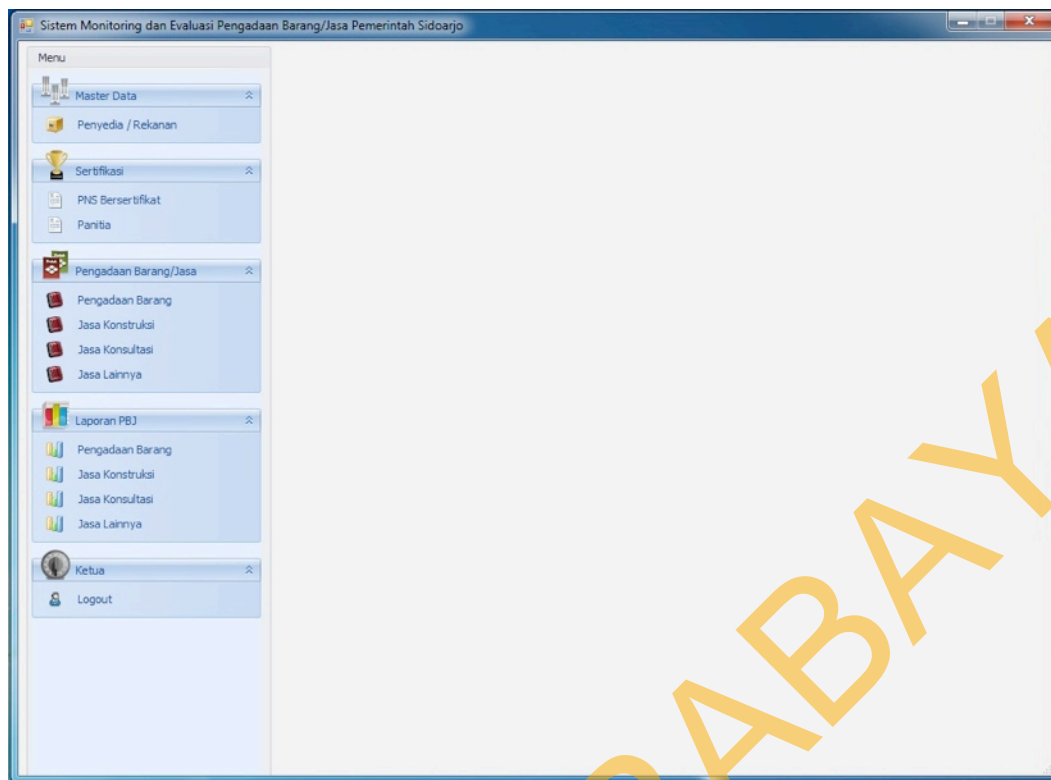 Sistem Monitoring dan Evaluasi Pengadaan Barang/Jasa Pemerintah Sidoarjo
Menu
Master Data
Penyedia / Rekanan
Sertifikasi
PNS Bersertifikat
Panitia
Pengadaan Barang/Jasa
Pengadaan Barang
Jasa Konstruksi
Jasa Konsultasi
Jasa Lainnya
Laporan PBJ
Pengadaan Barang
Jasa Konstruksi
Jasa Konsultasi
Jasa Lainnya
Ketua
Logout
RABAYA